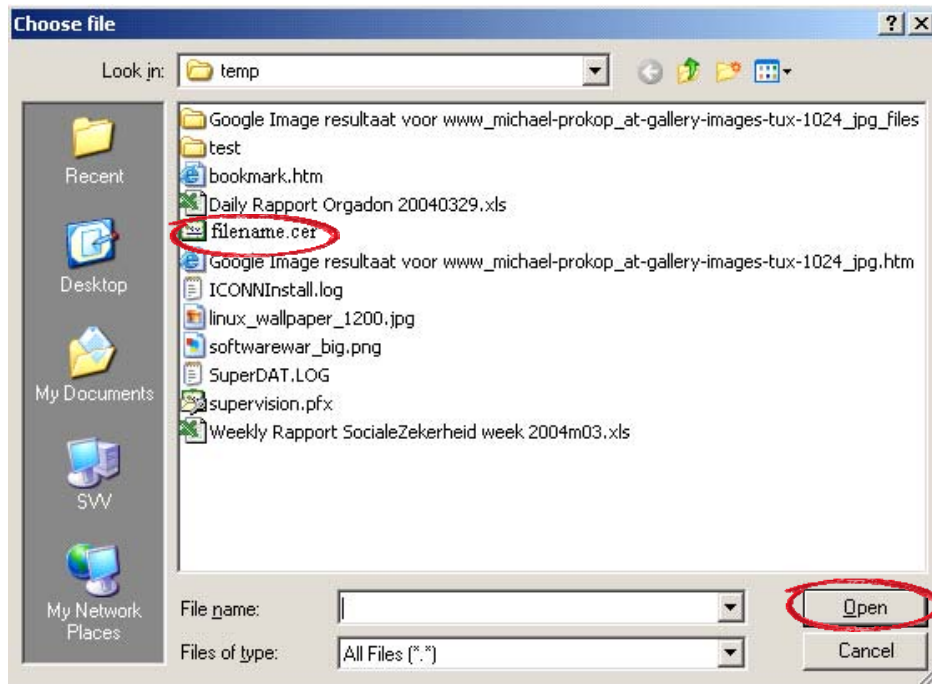 Choose file
Look in:
temp
Recent
Desktop
My Documents
SVV
My Network
Places
Google Image resultaat voor www_michael-prokop_at-gallery-images-tux-1024_jpg_files
test
bookmark.htm
Daily Rapport Orgadon 20040329.xls
filename.cer
Google Image resultaat voor www_michael-prokop_at-gallery-images-tux-1024_jpg.htm
ICONNInstall.log
linux_wallpaper_1200.jpg
softwarewar_big.png
SuperDAT.LOG
supervision.pfx
Weekly Rapport SocialeZekerheid week 2004m03.xls
File name:
Open
Files of type:
All Files (*.*)
Cancel